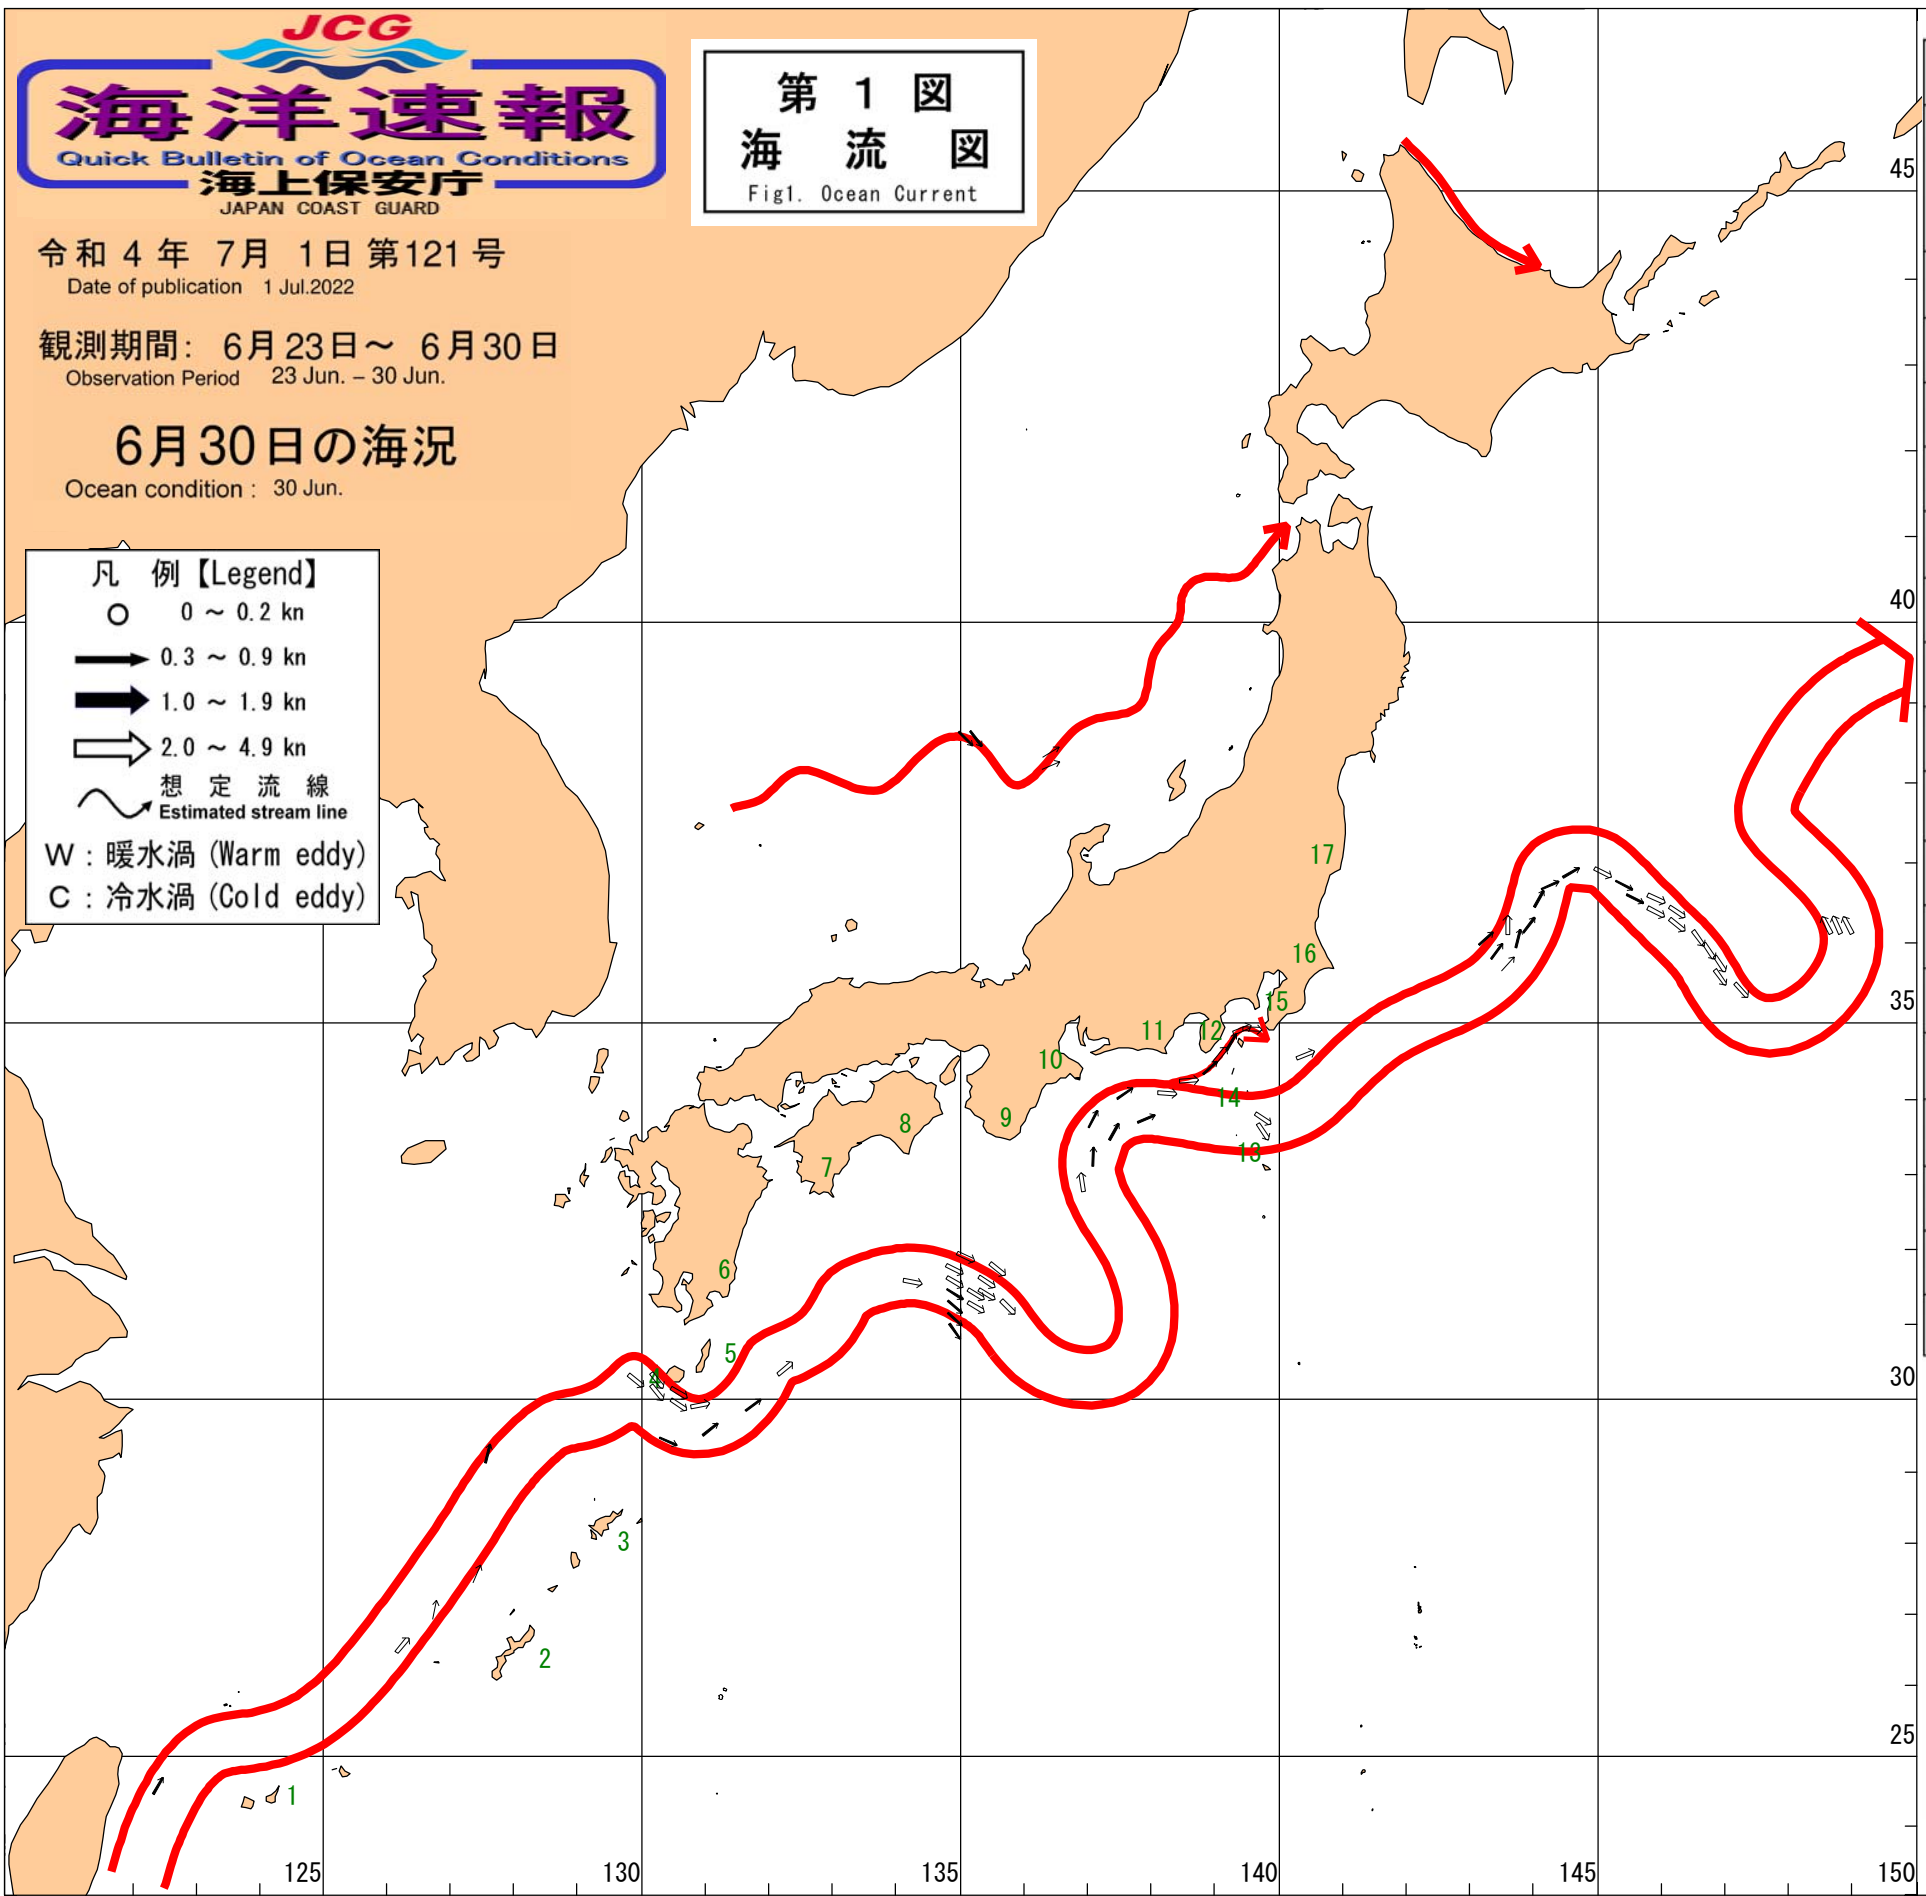 JCG
海洋速報
Quick Bulletin of Ocean Conditions
海上保安庁
JAPAN COAST GUARD
第 1 図
海 流 図
Fig1. Ocean Current
令和 4 年 7月 1日 第121 号
Date of publication 1 Jul.2022
観測期間: 6月23日～ 6月30日
Observation Period 23 Jun. – 30 Jun.
6月30日の海況
Ocean condition : 30 Jun.
凡 例【Legend】
0 ～ 0.2 kn
0.3 ～ 0.9 kn
1.0 ～ 1.9 kn
2.0 ～ 4.9 kn
想 定 流 線
Estimated stream line
W : 暖水渦 (Warm eddy)
C : 冷水渦 (Cold eddy)
45
40
17
16
35
15
12
11
10
14
9
8
13
7
6
5
4
30
3
2
25
1
125
130
135
140
145
150